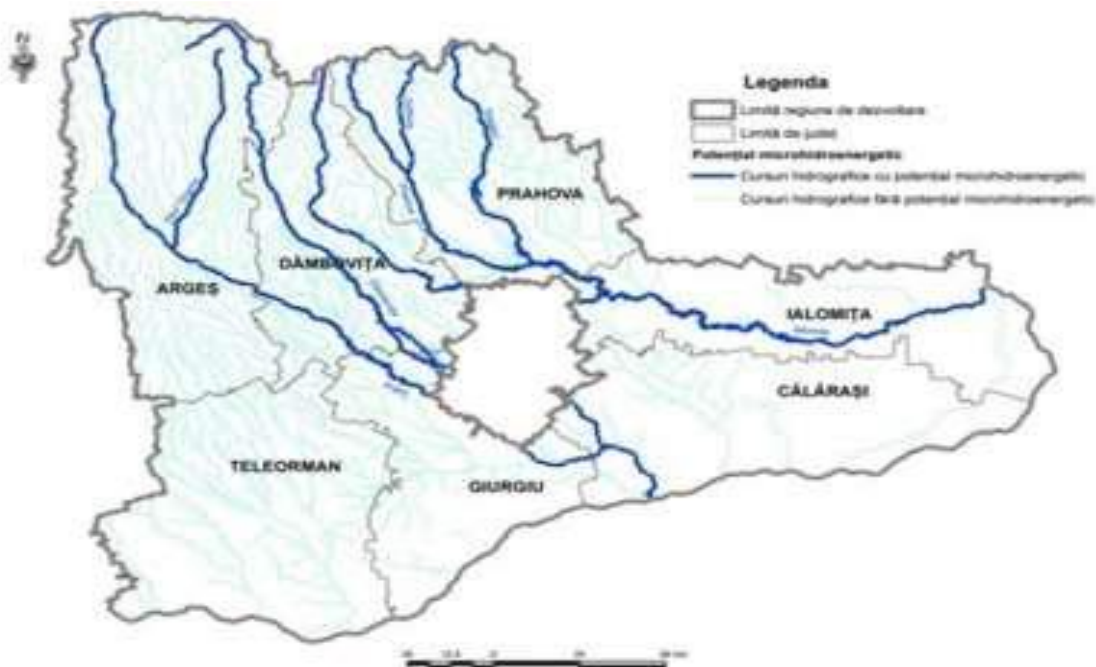 N
Legenda
Limită regiune de dezvoltare
Limită de județ
Potențial microhidroenergetic
Cursuri hidrografice cu potențial microhidroenergetic
Cursuri hidrografice fără potențial microhidroenergetic
PRAHOVA
DÂMBOVIȚA
ARGEȘ
IALOMIȚA
CĂLĂRAȘI
TELEORMAN
GIURGIU